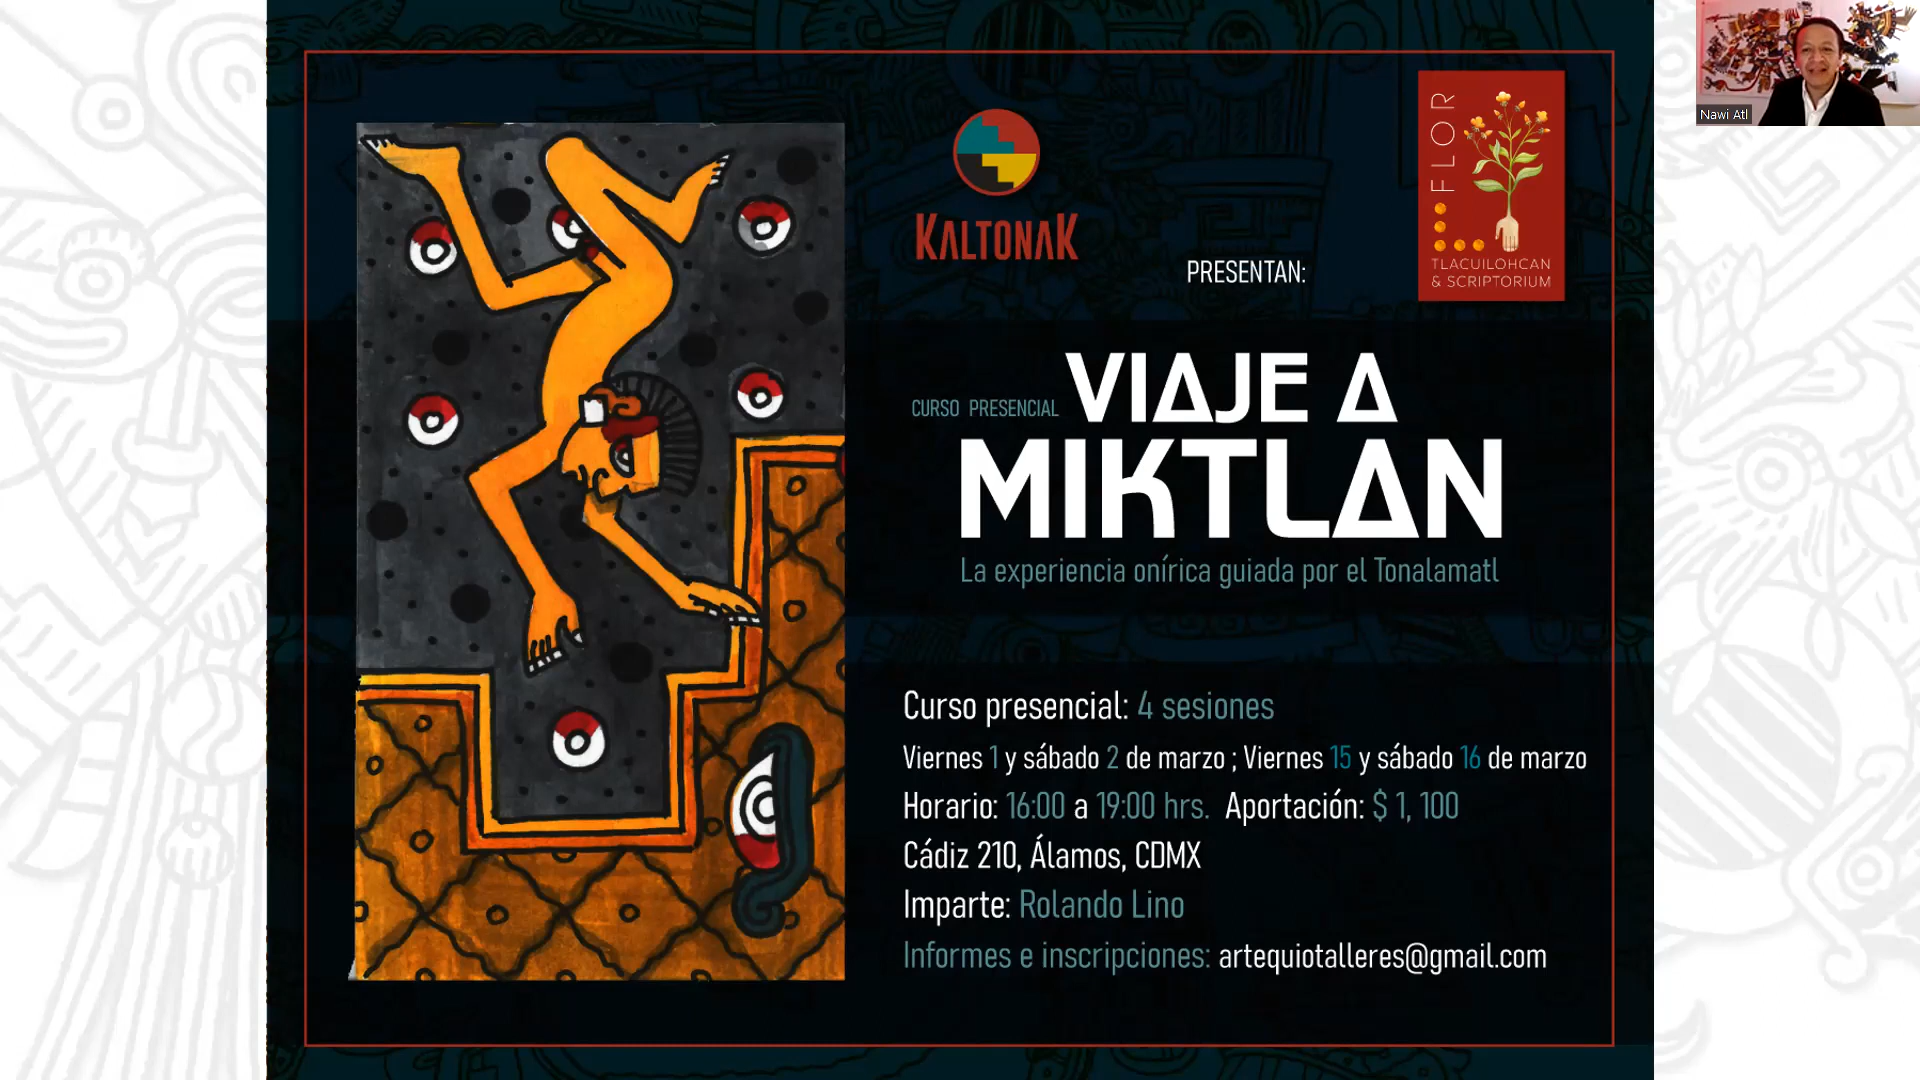 KALTONAK
PRESENTAN:
FLOR
TLACUILOHCAN
& SCRIPTORIUM
Nawi Atl
CURSO PRESENCIAL
VIAJE A
MIKTLAN
La experiencia onírica guiada por el Tonalamatl
Curso presencial: 4 sesiones
Viernes 1 y sábado 2 de marzo ; Viernes 15 y sábado 16 de marzo
Horario: 16:00 a 19:00 hrs. Aportación: $ 1, 100
Cádiz 210, Álamos, CDMX
Imparte: Rolando Lino
Informes e inscripciones: artequiotalleres@gmail.com